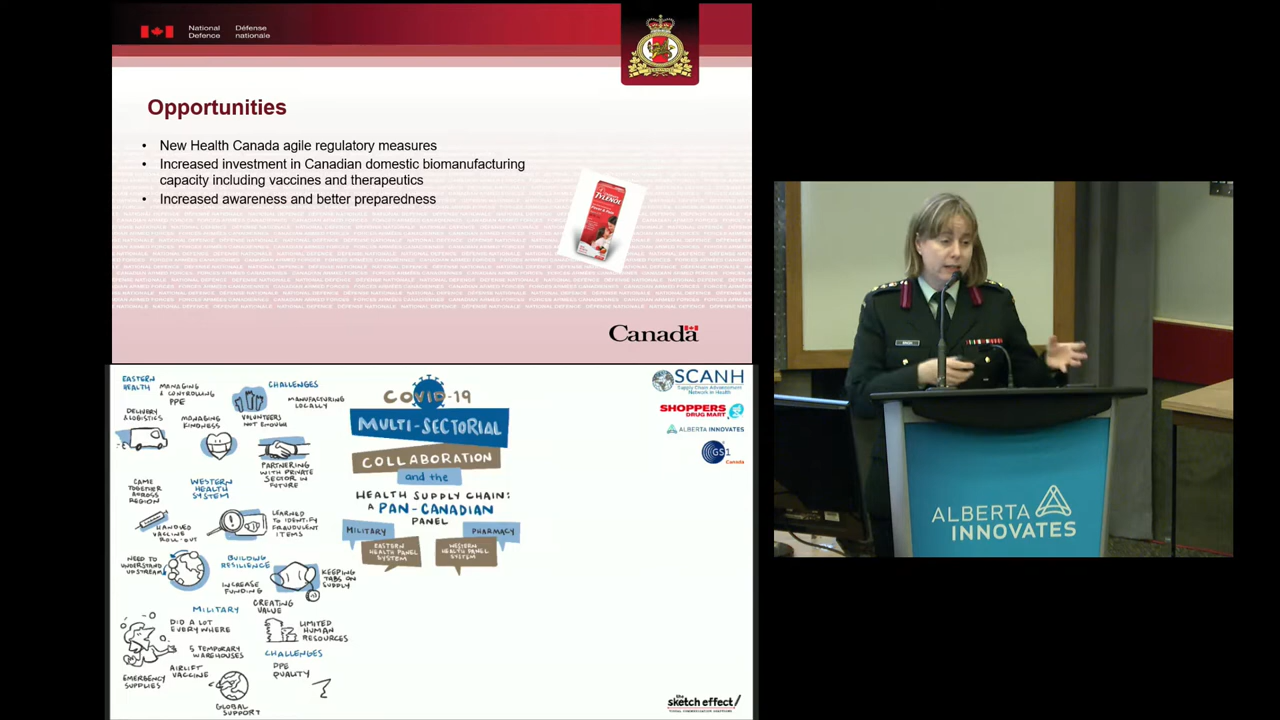 National
Defence
Défense
nationale
Opportunities
• New Health Canada agile regulatory measures
• Increased investment in Canadian domestic biomanufacturing
capacity including vaccines and therapeutics
• Increased awareness and better preparedness
TYLENOL
Canada
EASTERN
HEALTH
MANAGING
& CONTROLLING
PPE
CHALLENGES
MANUFACTURING
LOCALLY
DELIVERY
& LOGISTICS
MANAGING
KINDNESS
VOLUNTEERS
NOT ENOUGH
PARTNERING
WITH PRIVATE
SECTOR IN
FUTURE
CAME
TOGETHER
ACROSS
REGION
WESTERN
HEALTH
SYSTEM
HANDLED
VACCINE
ROLL-OUT
LEARNED
TO IDENTIFY
FRAUDULENT
ITEMS
NEED TO
UNDERSTAND
UPSTREAM
BUILDING
RESILIENCE
INCREASE
FUNDING
KEEPING
TABS ON
SUPPLY
MILITARY
CREATING
VALUE
DID A LOT
EVERYWHERE
LIMITED
HUMAN
RESOURCES
5 TEMPORARY
WAREHOUSES
CHALLENGES
AIRLIFT
VACCINE
PPE
QUALITY
EMERGENCY
SUPPLIES
GLOBAL
SUPPORT
COVID-19
MULTI-SECTORIAL
COLLABORATION
and the
HEALTH SUPPLY CHAIN:
A PAN-CANADIAN
PANEL
MILITARY
PHARMACY
EASTERN
HEALTH PANEL
SYSTEM
WESTERN
HEALTH PANEL
SYSTEM
SCANH
Supply Chain Advancement
Network in Health
SHOPPERS
DRUG MART
ALBERTA INNOVATES
GS1
Canada
the
sketch effect/
ALBERTA
INNOVATES